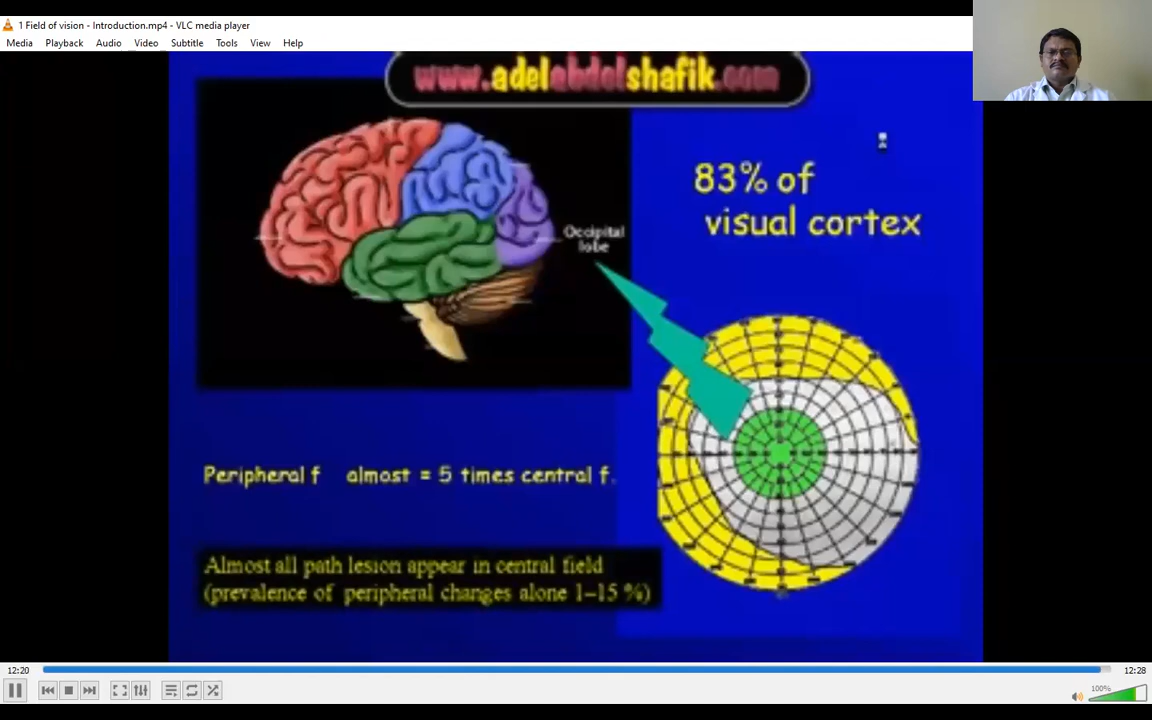 1 Field of vision - Introduction.mp4 - VLC media player
Media Playback Audio Video Subtitle Tools View Help
www.adelabdelshafik.com
83% of
visual cortex
Occipital
lobe
Peripheral f almost = 5 times central f.
Almost all path lesion appear in central field
(prevalence of peripheral changes alone 1–15 %)
12:20
12:28
100%